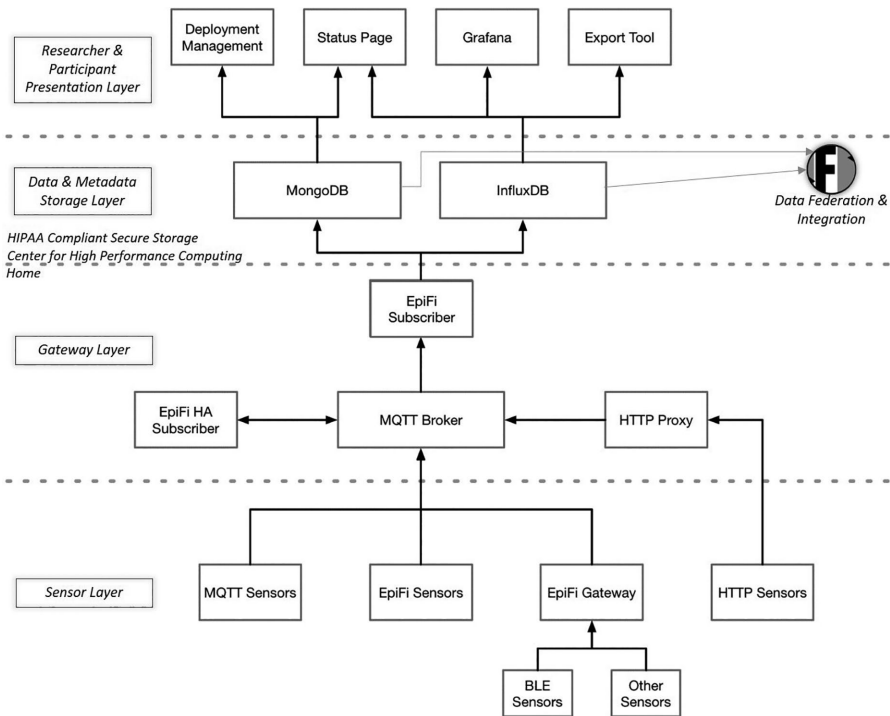 Researcher &
Participant
Presentation Layer
Deployment
Management
Status Page
Grafana
Export Tool
Data & Metadata
Storage Layer
MongoDB
InfluxDB
F
Data Federation &
Integration
HIPAA Compliant Secure Storage
Center for High Performance Computing
Home
EpiFi
Subscriber
Gateway Layer
EpiFi HA
Subscriber
MQTT Broker
HTTP Proxy
Sensor Layer
MQTT Sensors
EpiFi Sensors
EpiFi Gateway
HTTP Sensors
BLE
Sensors
Other
Sensors